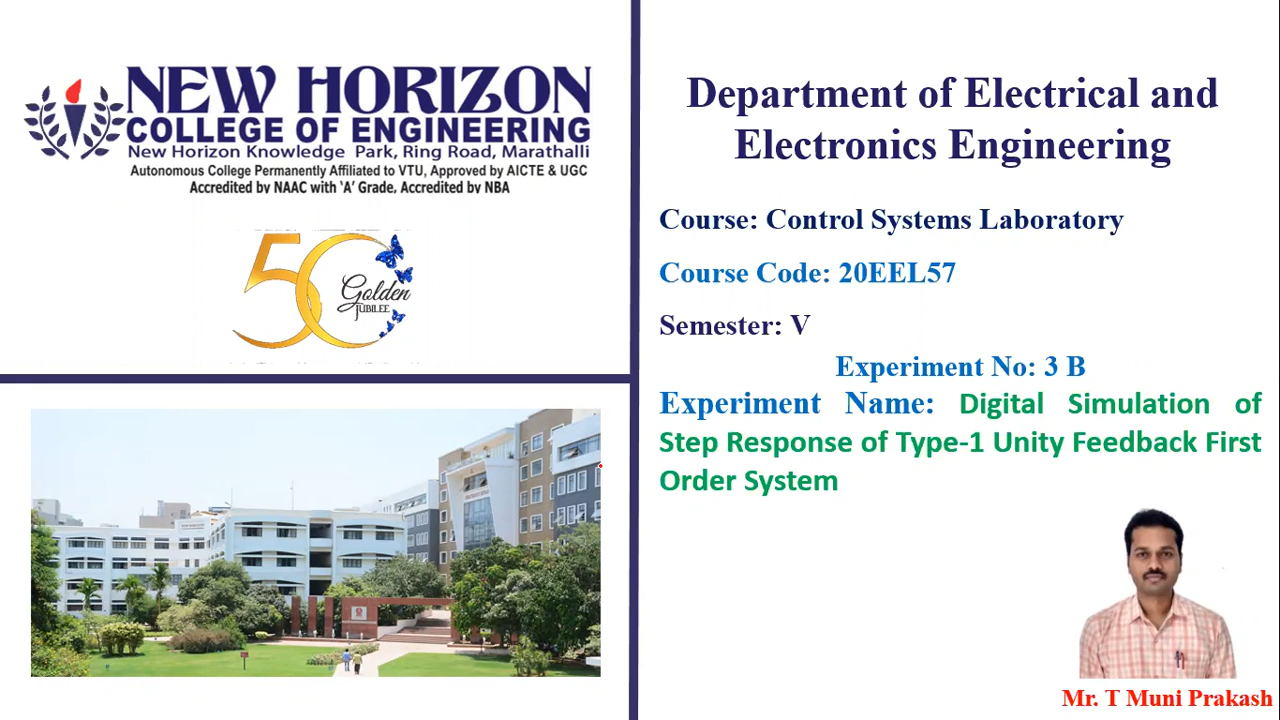 NEW HORIZON
COLLEGE OF ENGINEERING
New Horizon Knowledge Park, Ring Road, Marathalli
Autonomous College Permanently Affiliated to VTU, Approved by AICTE & UGC
Accredited by NAAC with 'A' Grade, Accredited by NBA
50
Golden
JUBILEE
Department of Electrical and
Electronics Engineering
Course: Control Systems Laboratory
Course Code: 20EEL57
Semester: V
Experiment No: 3 B
Experiment Name: Digital Simulation of
Step Response of Type-1 Unity Feedback First
Order System
Mr. T Muni Prakash